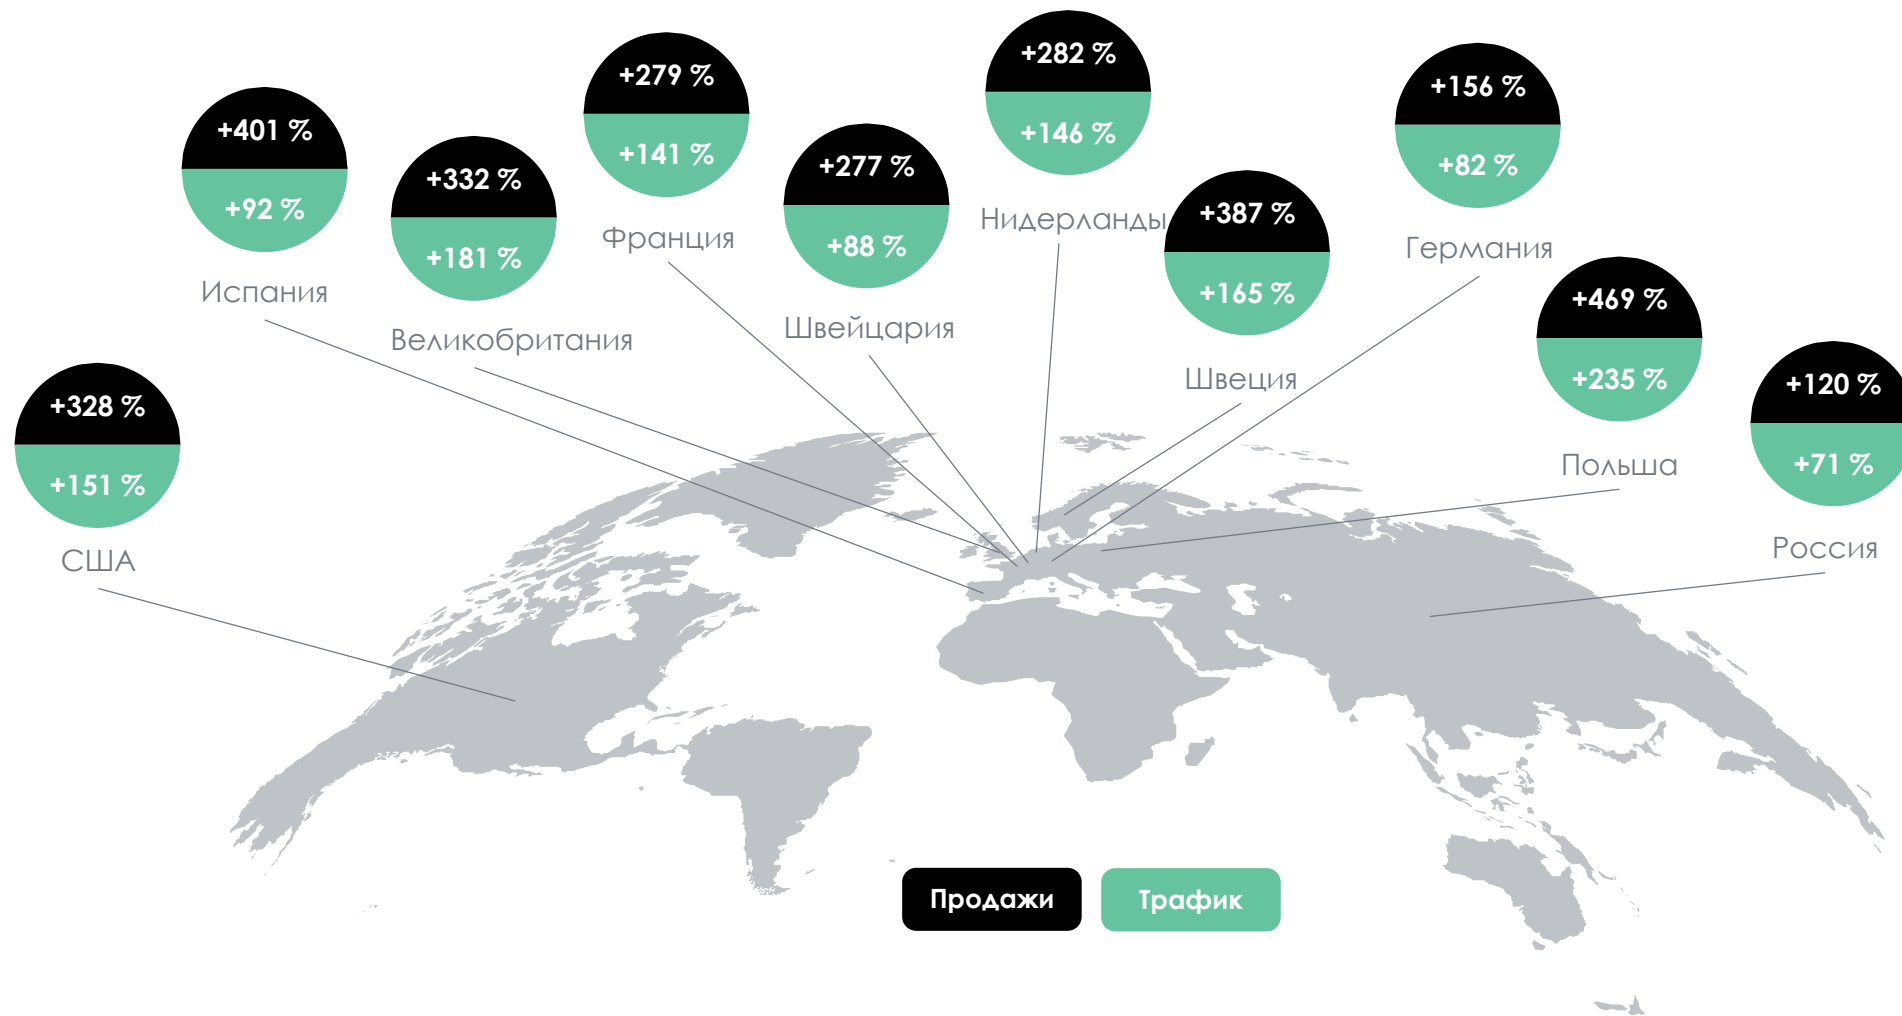 +328 %
+151 %
США
+401 %
+92 %
Испания
+332 %
+181 %
Великобритания
+279 %
+141 %
Франция
+277 %
+88 %
Швейцария
+282 %
+146 %
Нидерланды
+387 %
+165 %
Швеция
+156 %
+82 %
Германия
+469 %
+235 %
Польша
+120 %
+71 %
Россия
Продажи
Трафик